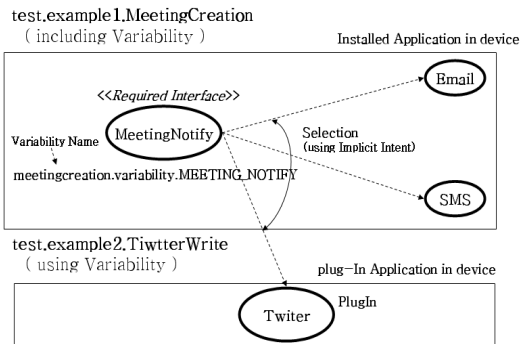 test.example1.MeetingCreation
( including Variability )
Installed Application in device
<<Required Interface>>
Email
MeetingNotify
Selection
(using Implicit Intent)
Variability Name
meetingcreation.variability.MEETING_NOTIFY
SMS
test.example2.TiwtterWrite
( using Variability )
plug-In Application in device
PlugIn
Twiter